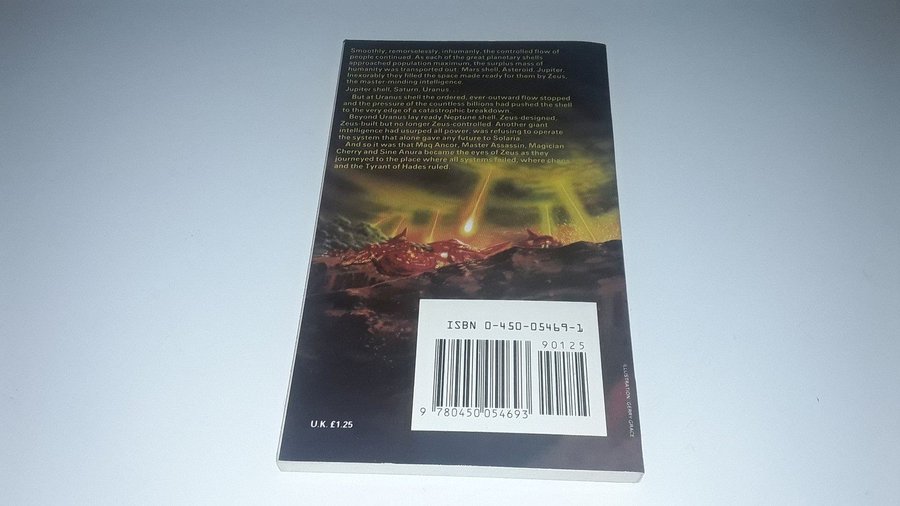 Smoothly, remorselessly, inhumanly, the controlled flow of
people continued. As each of the great planetary shells
approached population maximum, the surplus mass of
humanity was transported out. Mars shell, Asteroid, Jupiter.
Inexorably they filled the space made ready for them by Zeus,
the master-minding intelligence.
Jupiter shell, Saturn, Uranus . . .
But at Uranus shell the ordered, ever-outward flow stopped
and the pressure of the countless billions had pushed the shell
to the very edge of a catastrophic breakdown.
Beyond Uranus lay ready Neptune shell. Zeus-designed,
Zeus-built but no longer Zeus-controlled. Another giant
intelligence had usurped all power: was refusing to operate
the system that alone gave any future to Solaria.
And so it was that Maq Ancor, Master Assassin, Magician
Cherry and Sine Anura became the eyes of Zeus as they
journeyed to the place where all systems failed, where chaos
and the Tyrant of Hades ruled.
ISBN 0-450-05469-1
90125
9 780450 054693
U.K. £1.25
ILLUSTRATION: GERRY GRACE